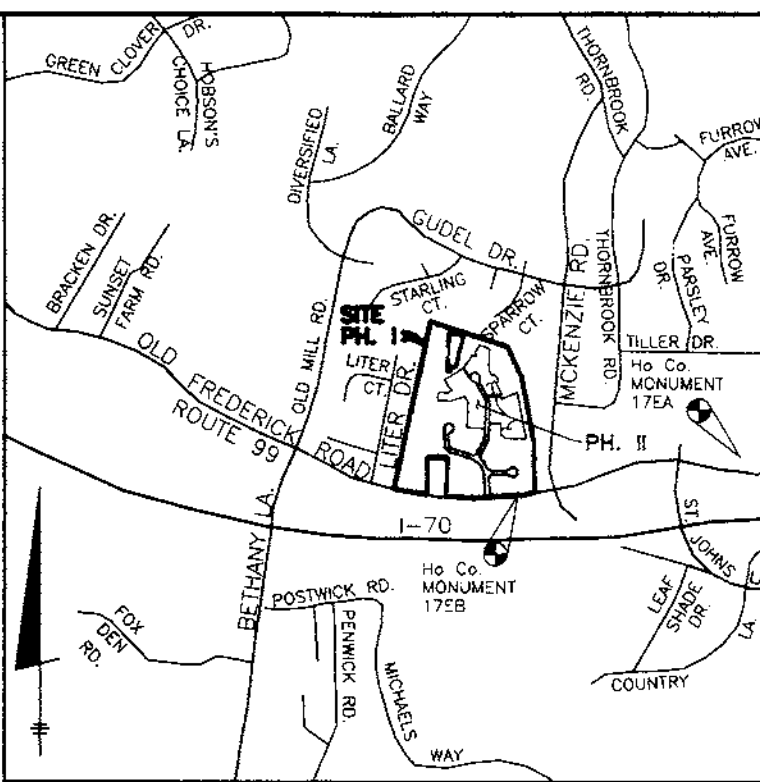 GREEN CLOVER DR.
HOBSON'S
CHOICE LA.
DIVERSIFIED
LA.
BALLARD
WAY
THORNBROOK
RD.
FURROW
AVE.
FURROW
AVE.
PARSLEY
DR.
BRACKEN DR.
SUNSET
FARM RD.
GUDEL DR.
STARLING
CT.
SPARROW
CT.
MCKENZIE RD.
THORNBROOK RD.
TILLER DR.
OLD MILL RD.
SITE
PH. I
LITER
CT.
LITER DR.
OLD FREDERICK ROAD
ROUTE 99
Ho Co.
MONUMENT
17EA
PH. II
I-70
BETHANY LA.
Ho Co.
MONUMENT
17EB
ST. JOHNS
LA.
LEAF
SHADE
DR.
COUNTRY
FOX
DEN
RD.
POSTWICK RD.
PENWICK RD.
MICHAELS
WAY